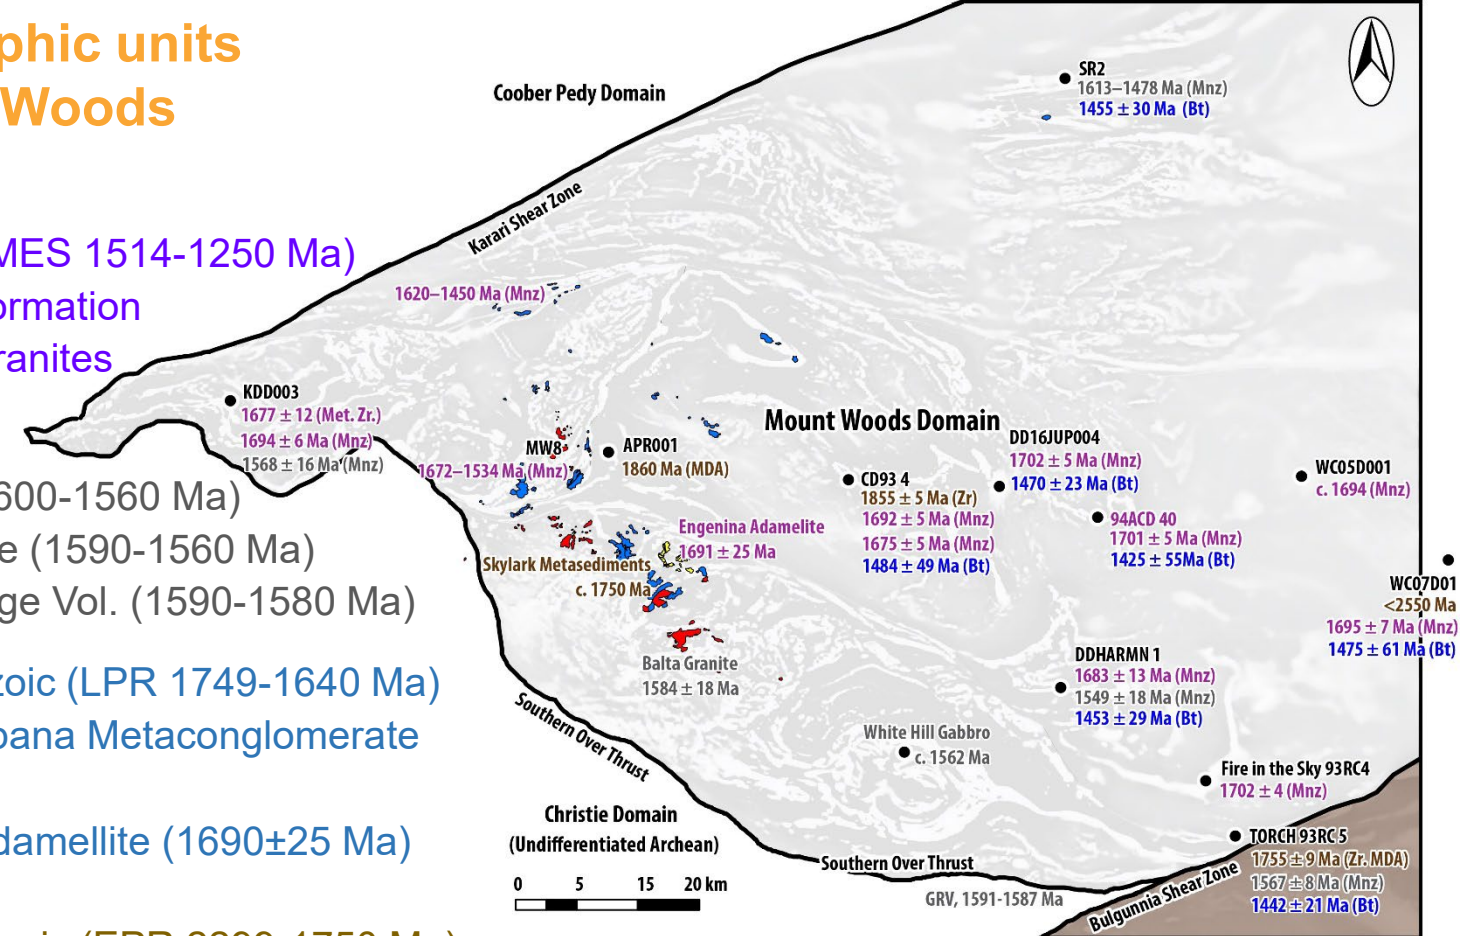 phic units
Woods
MES 1514-1250 Ma)
ormation
ranites
600-1560 Ma)
e (1590-1560 Ma)
ge Vol. (1590-1580 Ma)
zoic (LPR 1749-1640 Ma)
oana Metaconglomerate
damellite (1690±25 Ma)
Coober Pedy Domain
Karari Shear Zone
SR2
1613–1478 Ma (Mnz)
1455 ± 30 Ma (Bt)
1620–1450 Ma (Mnz)
KDD003
1677 ± 12 (Met. Zr.)
1694 ± 6 Ma (Mnz)
1568 ± 16 Ma (Mnz)
MW8
1672–1534 Ma (Mnz)
APR001
1860 Ma (MDA)
Mount Woods Domain
CD93 4
1855 ± 5 Ma (Zr)
1692 ± 5 Ma (Mnz)
1675 ± 5 Ma (Mnz)
1484 ± 49 Ma (Bt)
DD16JUP004
1702 ± 5 Ma (Mnz)
1470 ± 23 Ma (Bt)
94ACD 40
1701 ± 5 Ma (Mnz)
1425 ± 55Ma (Bt)
WC05D001
c. 1694 (Mnz)
WC07D01
<2550 Ma
1695 ± 7 Ma (Mnz)
1475 ± 61 Ma (Bt)
Engenina Adamelite
1691 ± 25 Ma
Skylark Metasediments
c. 1750 Ma
Balta Granite
1584 ± 18 Ma
DDHARMN 1
1683 ± 13 Ma (Mnz)
1549 ± 18 Ma (Mnz)
1453 ± 29 Ma (Bt)
White Hill Gabbro
c. 1562 Ma
Fire in the Sky 93RC4
1702 ± 4 (Mnz)
TORCH 93RC 5
1755 ± 9 Ma (Zr. MDA)
1567 ± 8 Ma (Mnz)
1442 ± 21 Ma (Bt)
Southern Over Thrust
Christie Domain
(Undifferentiated Archean)
0 5 15 20 km
Southern Over Thrust
GRV, 1591-1587 Ma
Bulgunnia Shear Zone